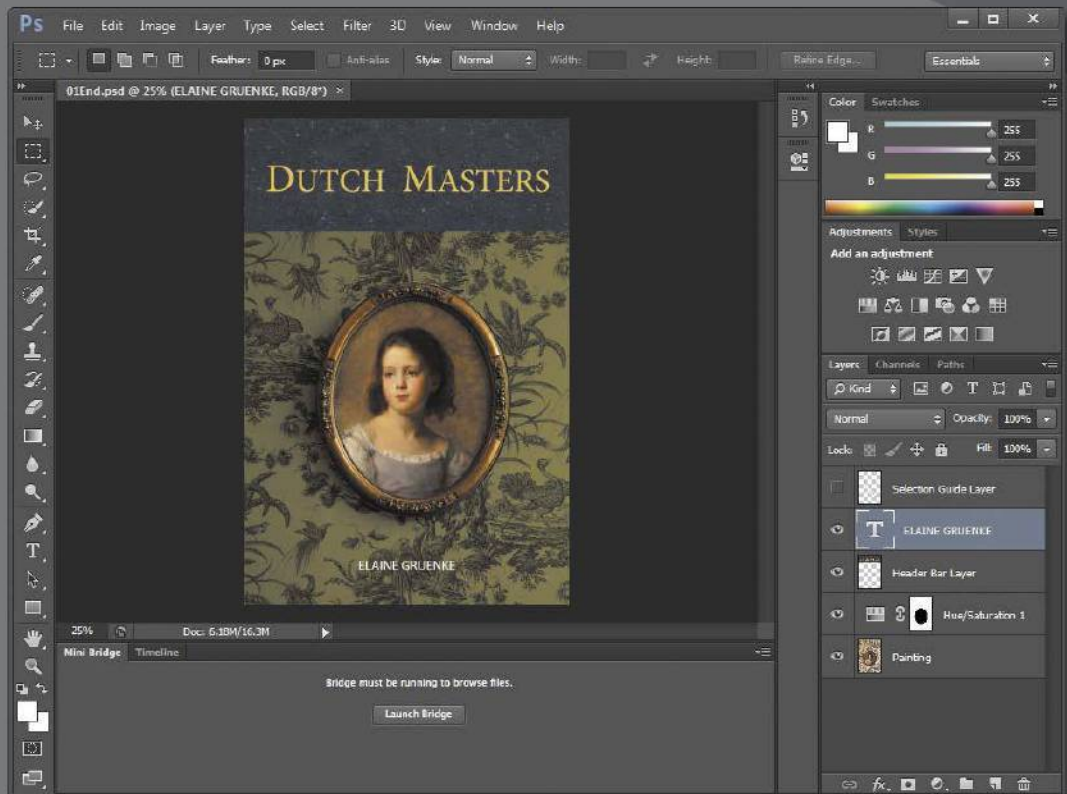 Ps File Edit Image Layer Type Select Filter 3D View Window Help
Feather: 0 px Anti-alias Style: Normal Width: Height: Refine Edge... Essentials
01End.psd @ 25% (ELAINE GRUENKE, RGB/8*) ×
Color Swatches
R 255
G 255
B 255
DUTCH MASTERS
Adjustments Styles
Add an adjustment
Layers Channels Paths
Kind
Normal Opacity: 100%
Lock: Fill: 100%
Selection Guide Layer
ELAINE GRUENKE
Header Bar Layer
Hue/Saturation 1
Painting
ELAINE GRUENKE
25% Doc: 6.18M/16.3M
Mini Bridge Timeline
Bridge must be running to browse files.
Launch Bridge